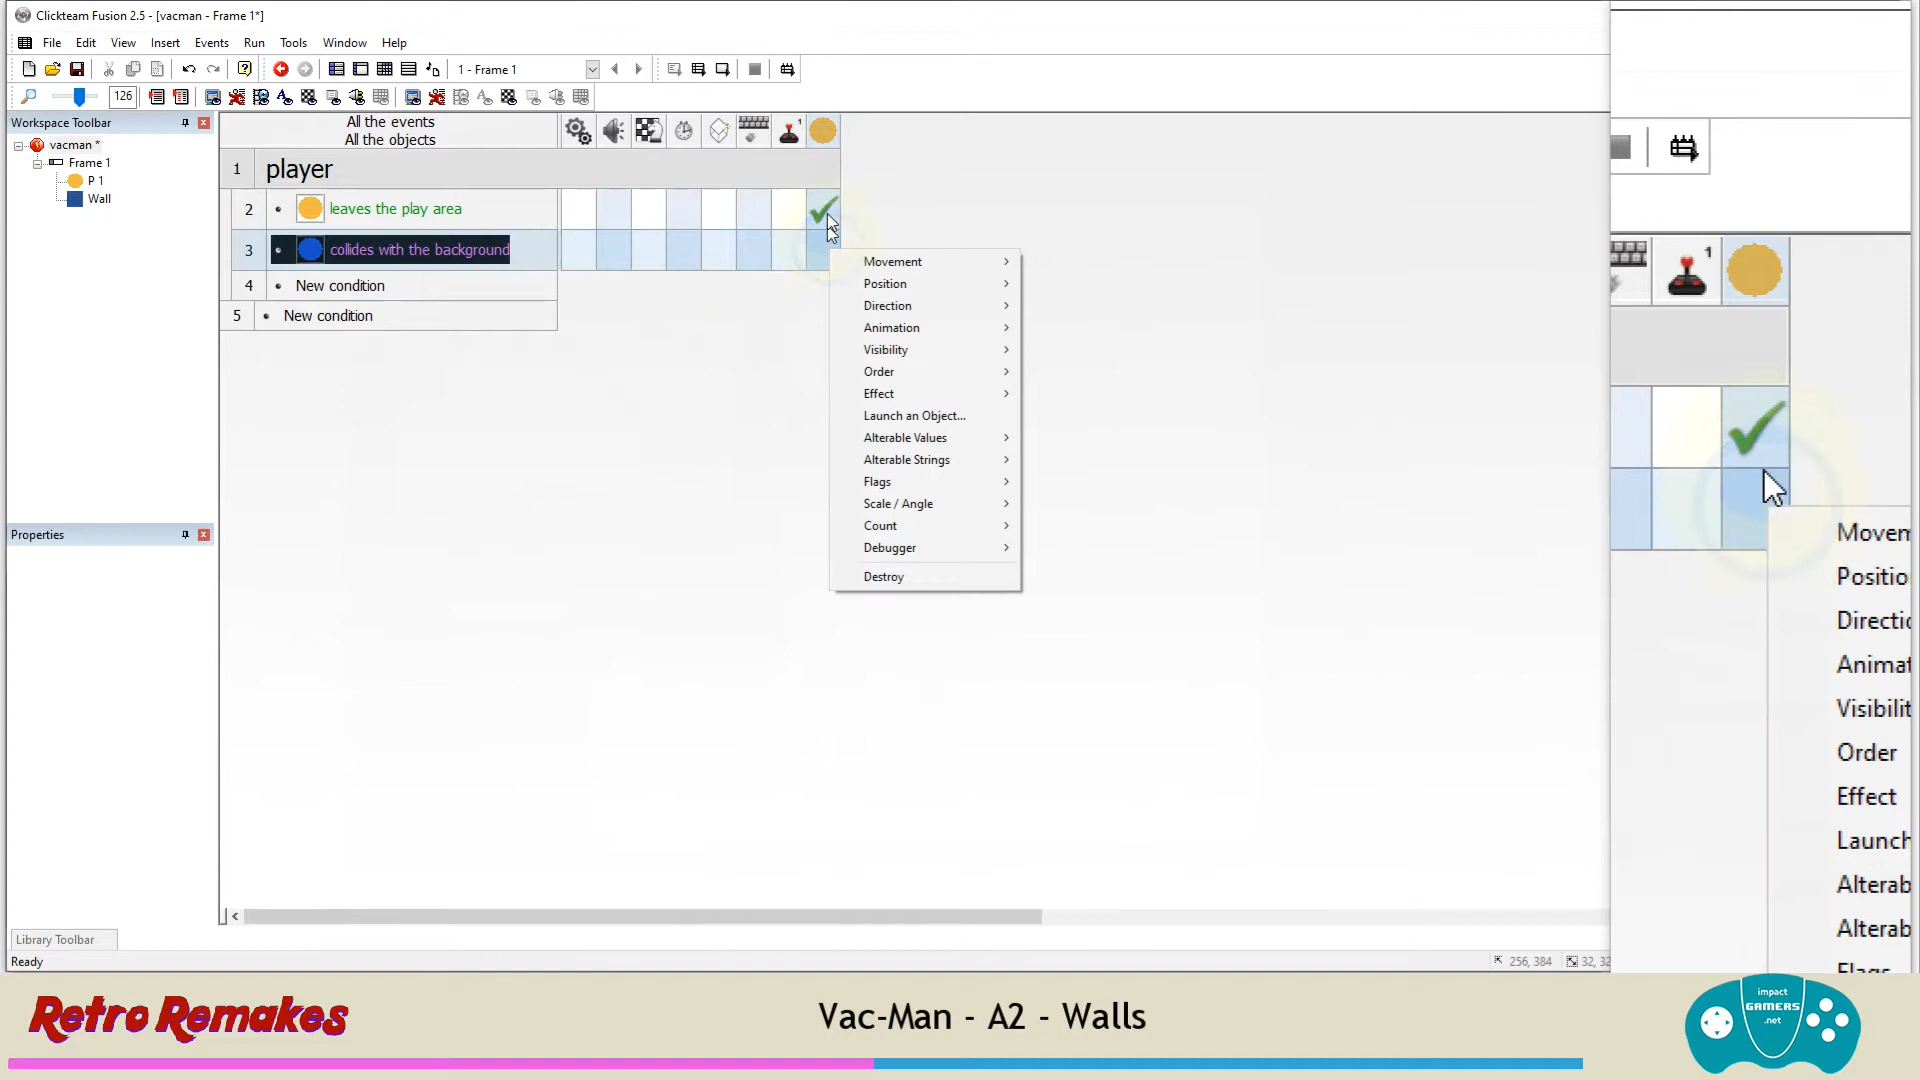 Clickteam Fusion 2.5 - [vacman - Frame 1*]
File Edit View Insert Events Run Tools Window Help
1 - Frame 1
126
Workspace Toolbar
vacman *
Frame 1
P 1
Wall
All the events
All the objects
1 player
2 • leaves the play area
3 • collides with the background
4 • New condition
5 • New condition
1
Movement
Position
Direction
Animation
Visibility
Order
Effect
Launch an Object...
Alterable Values
Alterable Strings
Flags
Scale / Angle
Count
Debugger
Destroy
Properties
Library Toolbar
Ready
256, 384
32, 32
1
Movem
Positio
Directio
Animat
Visibilit
Order
Effect
Launch
Alterab
Alterab
Flags
Retro Remakes
Vac-Man - A2 - Walls
impact
GAMERS
.net